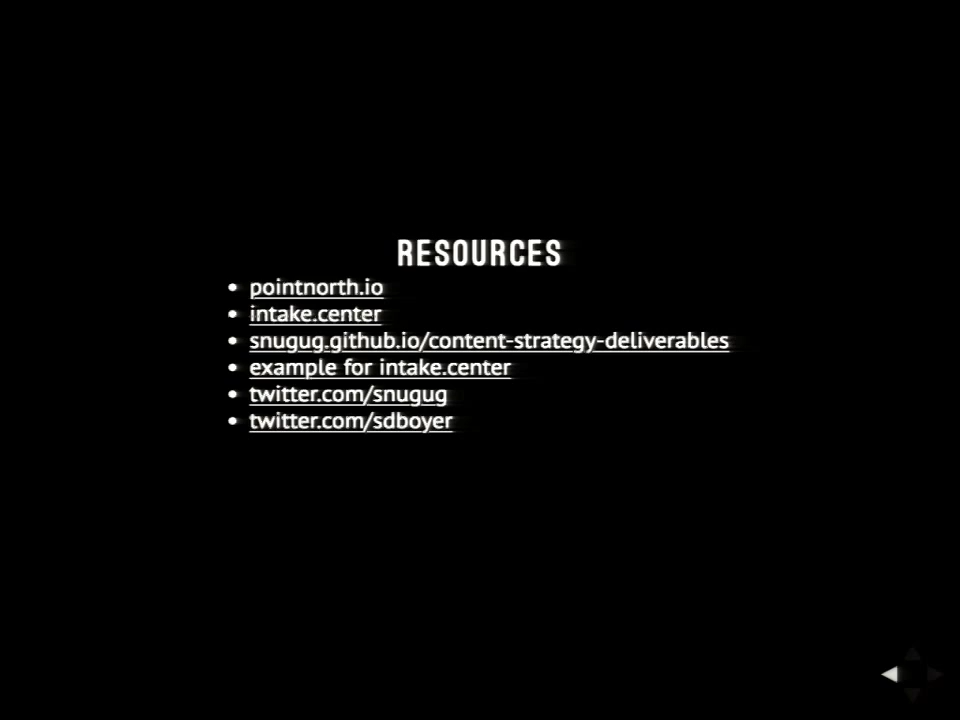 RESOURCES
• pointnorth.io
• intake.center
• snugug.github.io/content-strategy-deliverables
• example for intake.center
• twitter.com/snugug
• twitter.com/sdboyer